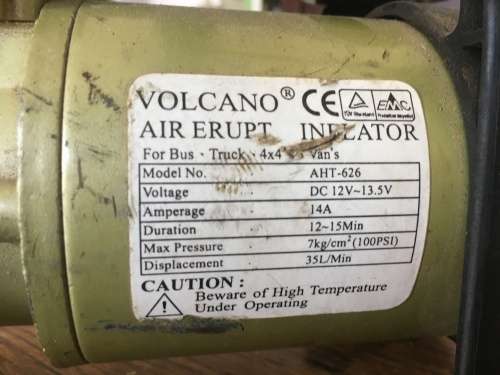 VOLCANO® CE
EMC
AIR ERUPT INFLATOR
For Bus · Truck · 4x4's Van's
Model No. AHT-626
Voltage DC 12V~13.5V
Amperage 14A
Duration 12~15Min
Max Pressure 7kg/cm² (100PSI)
Displacement 35L/Min
CAUTION :
Beware of High Temperature
Under Operating